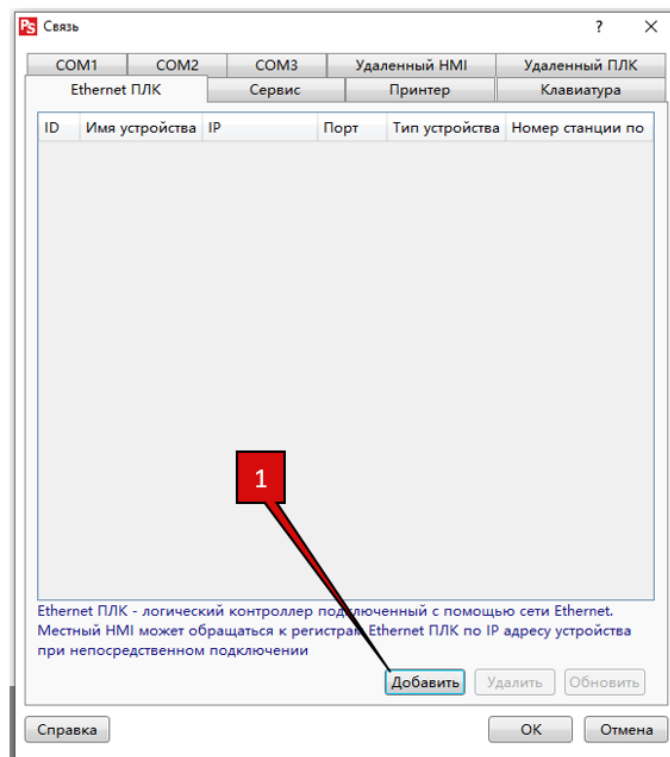 PS Связь ? ×
COM1 COM2 COM3 Удаленный HMI Удаленный ПЛК
Ethernet ПЛК Сервис Принтер Клавиатура
ID Имя устройства IP Порт Тип устройства Номер станции по
1
Ethernet ПЛК - логический контроллер подключенный с помощью сети Ethernet.
Местный HMI может обращаться к регистрам Ethernet ПЛК по IP адресу устройства
при непосредственном подключении
Добавить Удалить Обновить
Справка OK Отмена